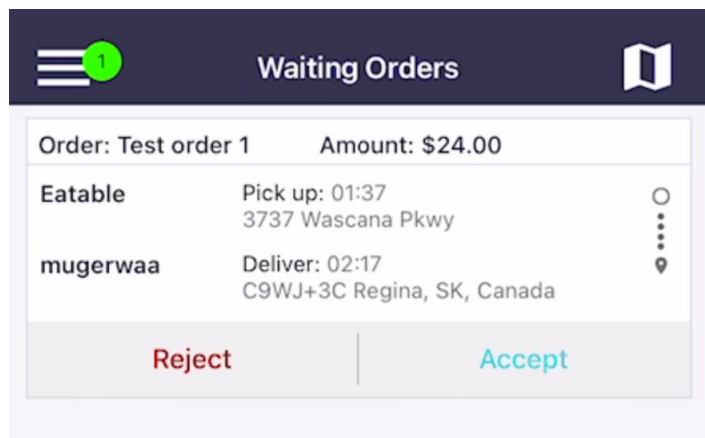 1
Waiting Orders
Order: Test order 1 Amount: $24.00
Eatable Pick up: 01:37
3737 Wascana Pkwy
mugerwaa Deliver: 02:17
C9WJ+3C Regina, SK, Canada
Reject Accept